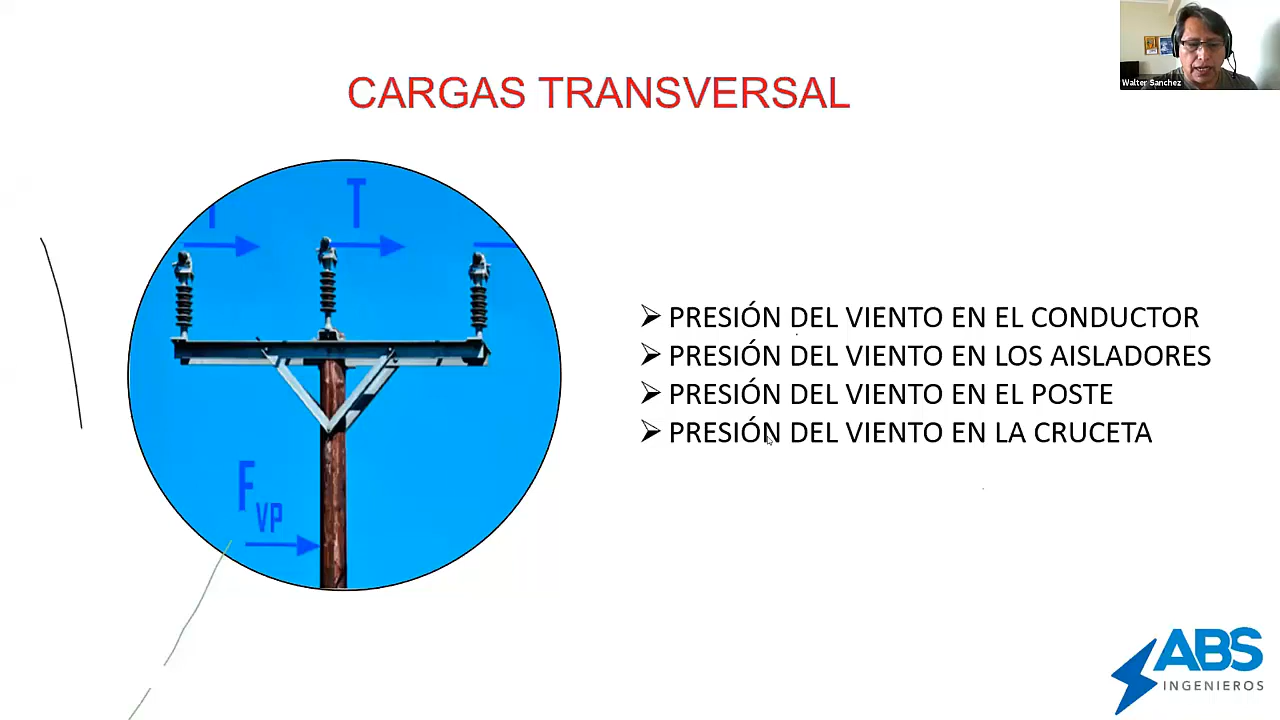 Walter Sanchez
CARGAS TRANSVERSAL
T
T
PRESIÓN DEL VIENTO EN EL CONDUCTOR
PRESIÓN DEL VIENTO EN LOS AISLADORES
PRESIÓN DEL VIENTO EN EL POSTE
PRESIÓN DEL VIENTO EN LA CRUCETA
F VP
ABS
INGENIEROS